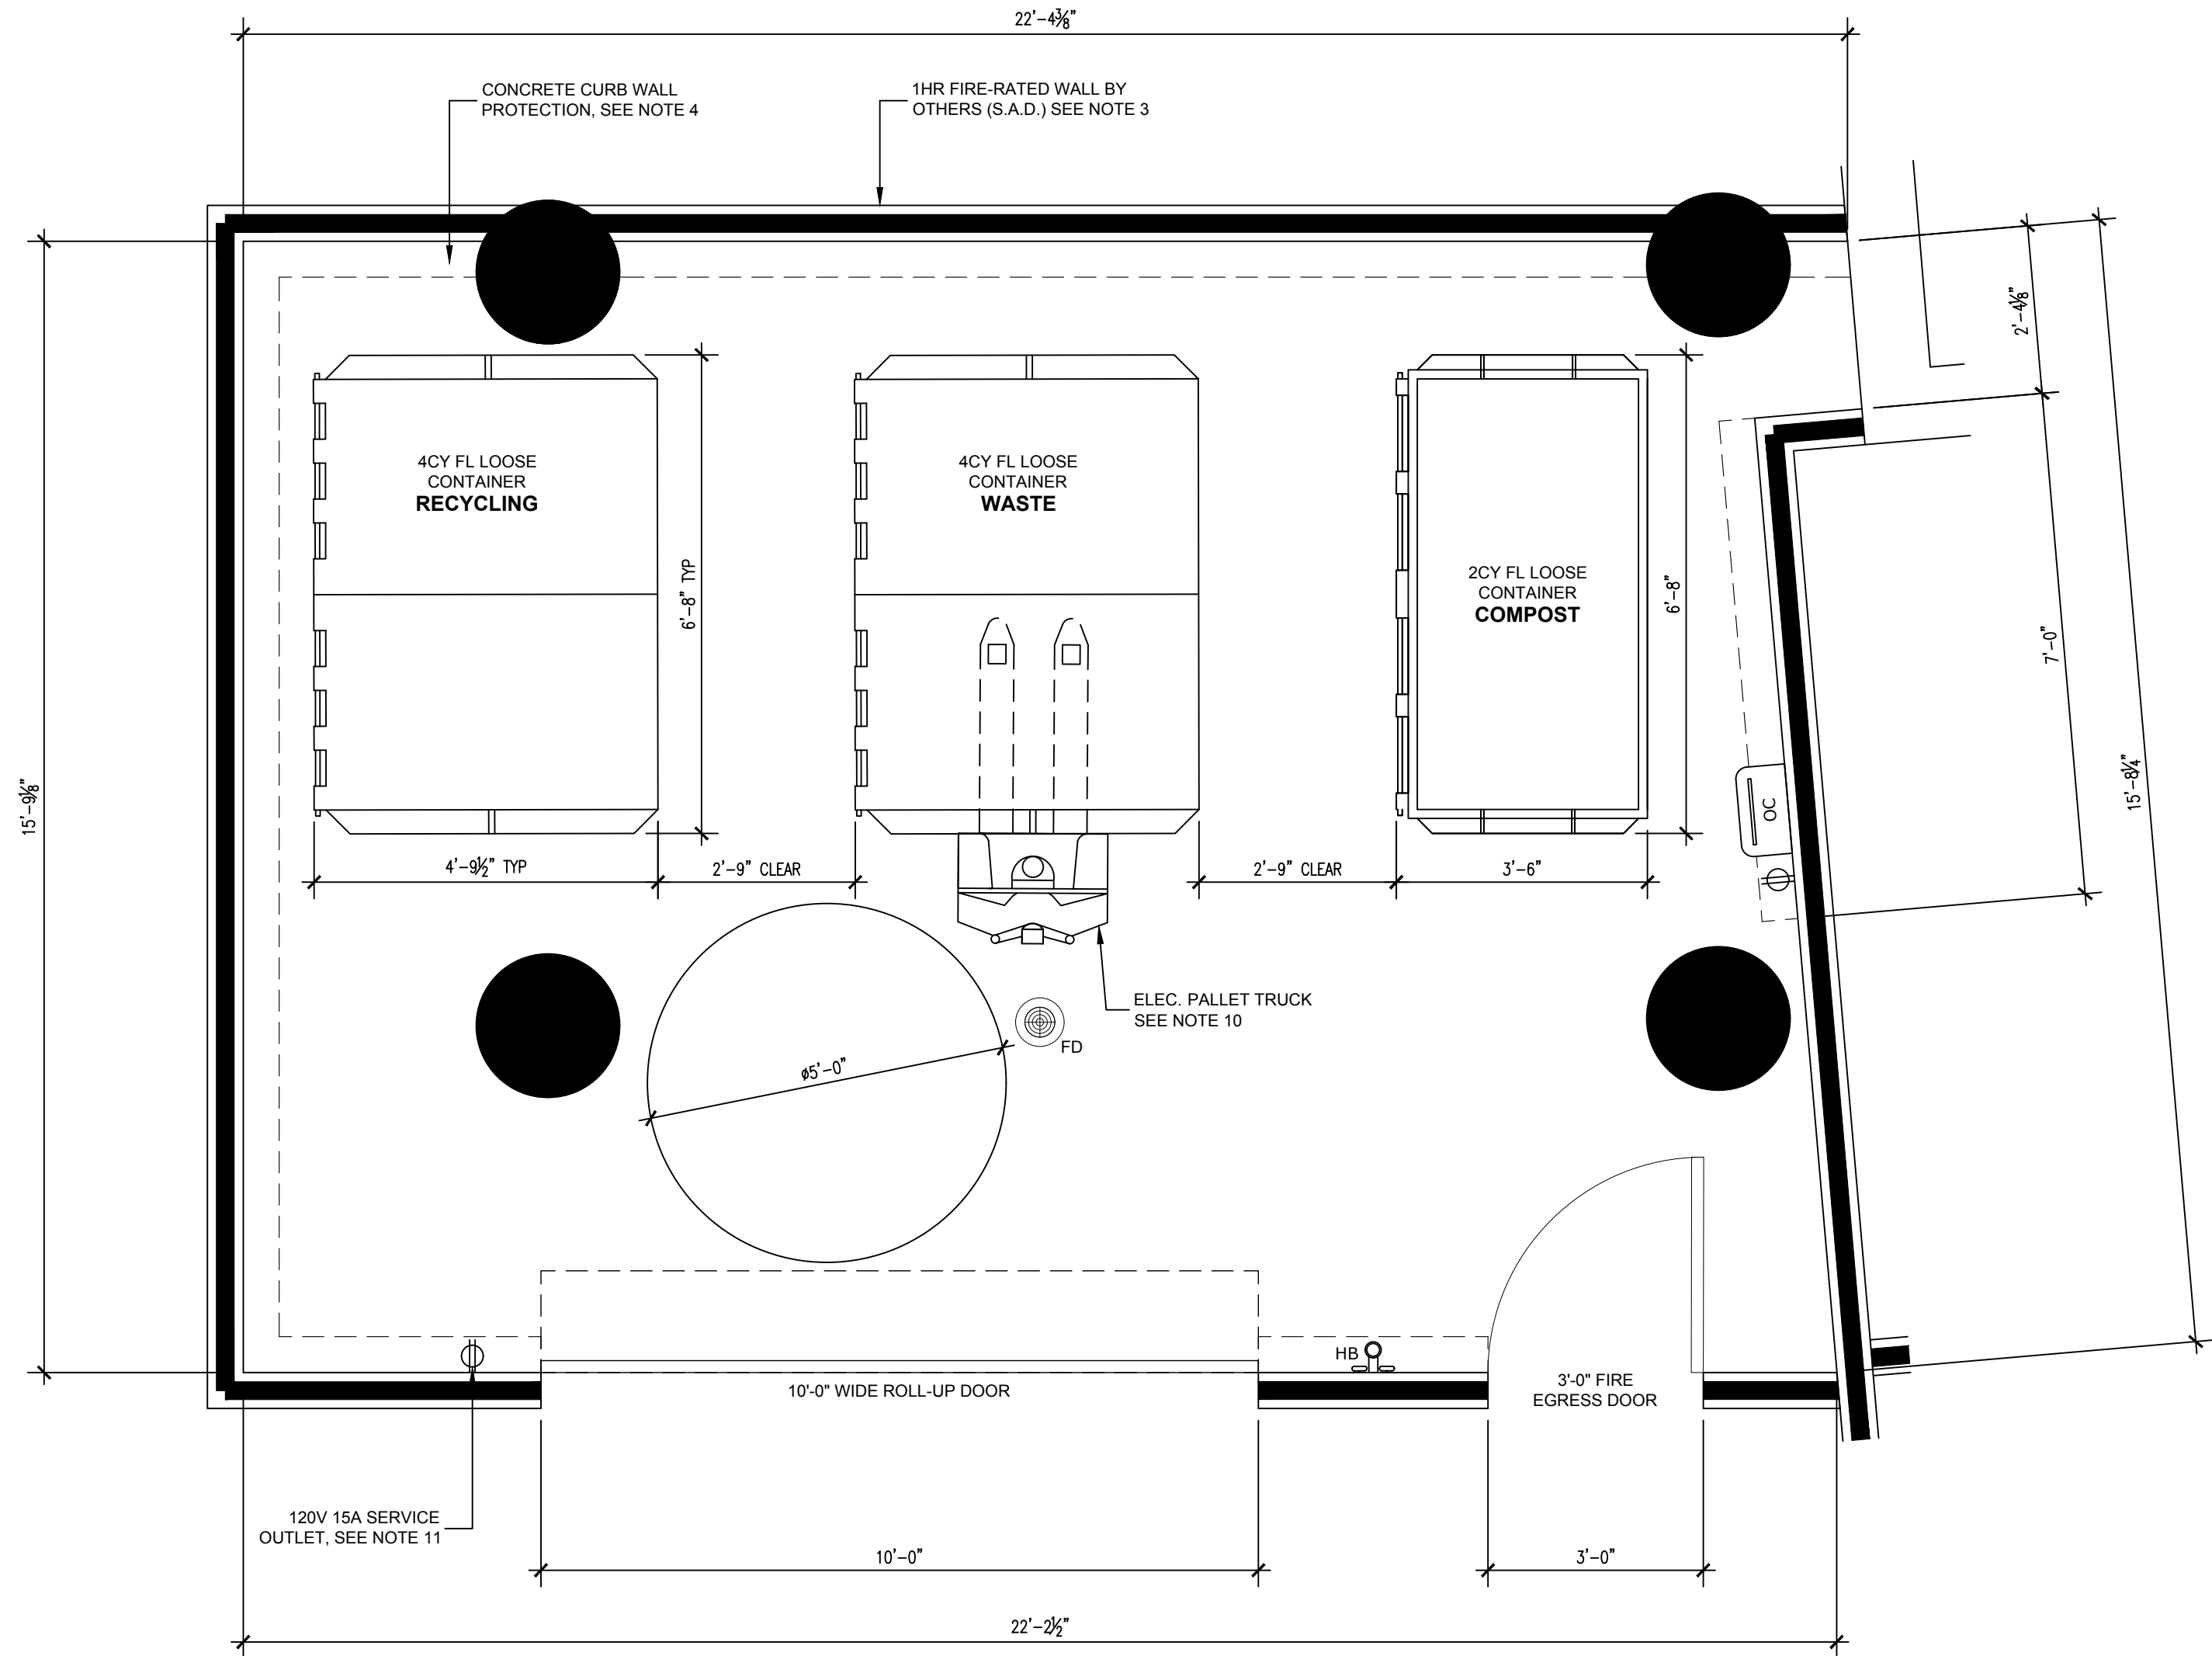 22'-4⅜"
CONCRETE CURB WALL
PROTECTION, SEE NOTE 4
1HR FIRE-RATED WALL BY
OTHERS (S.A.D.) SEE NOTE 3
2'-4⅛"
4CY FL LOOSE
CONTAINER
RECYCLING
4CY FL LOOSE
CONTAINER
WASTE
2CY FL LOOSE
CONTAINER
COMPOST
6'-8" TYP
6'-8"
7'-0"
15'-9⅛"
15'-8¼"
OC
4'-9½" TYP
2'-9" CLEAR
2'-9" CLEAR
3'-6"
ELEC. PALLET TRUCK
SEE NOTE 10
FD
ø5'-0"
HB
10'-0" WIDE ROLL-UP DOOR
3'-0" FIRE
EGRESS DOOR
120V 15A SERVICE
OUTLET, SEE NOTE 11
10'-0"
3'-0"
22'-2½"